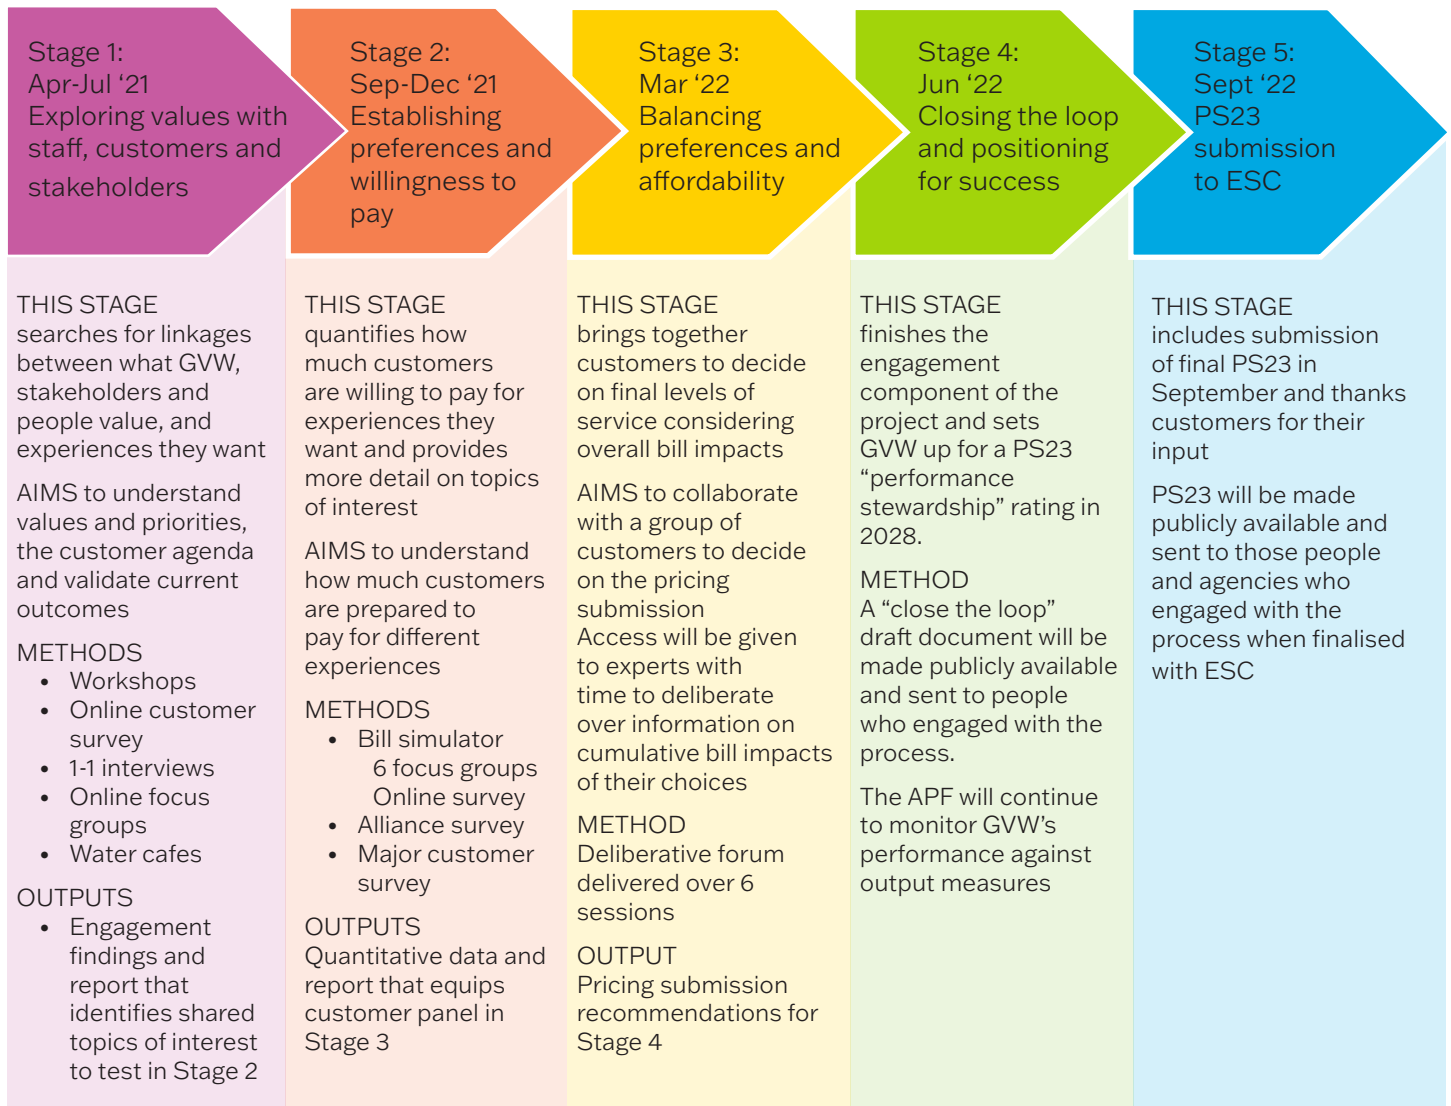 Stage 1:
Apr-Jul ‘21
Exploring values with
staff, customers and
stakeholders
Stage 2:
Sep-Dec ‘21
Establishing
preferences and
willingness to
pay
Stage 3:
Mar ‘22
Balancing
preferences and
affordability
Stage 4:
Jun ‘22
Closing the loop
and positioning
for success
Stage 5:
Sept ‘22
PS23
submission
to ESC
THIS STAGE
searches for linkages
between what GVW,
stakeholders and
people value, and
experiences they want
AIMS to understand
values and priorities,
the customer agenda
and validate current
outcomes
METHODS
• Workshops
• Online customer
survey
• 1-1 interviews
• Online focus
groups
• Water cafes
OUTPUTS
• Engagement
findings and
report that
identifies shared
topics of interest
to test in Stage 2
THIS STAGE
quantifies how
much customers
are willing to pay for
experiences they
want and provides
more detail on topics
of interest
AIMS to understand
how much customers
are prepared to
pay for different
experiences
METHODS
• Bill simulator
6 focus groups
Online survey
• Alliance survey
• Major customer
survey
OUTPUTS
Quantitative data and
report that equips
customer panel in
Stage 3
THIS STAGE
brings together
customers to decide
on final levels of
service considering
overall bill impacts
AIMS to collaborate
with a group of
customers to decide
on the pricing
submission
Access will be given
to experts with
time to deliberate
over information on
cumulative bill impacts
of their choices
METHOD
Deliberative forum
delivered over 6
sessions
OUTPUT
Pricing submission
recommendations for
Stage 4
THIS STAGE
finishes the
engagement
component of the
project and sets
GVW up for a PS23
“performance
stewardship” rating in
2028.
METHOD
A “close the loop”
draft document will be
made publicly available
and sent to people
who engaged with the
process.
The APF will continue
to monitor GVW’s
performance against
output measures
THIS STAGE
includes submission
of final PS23 in
September and thanks
customers for their
input
PS23 will be made
publicly available and
sent to those people
and agencies who
engaged with the
process when finalised
with ESC